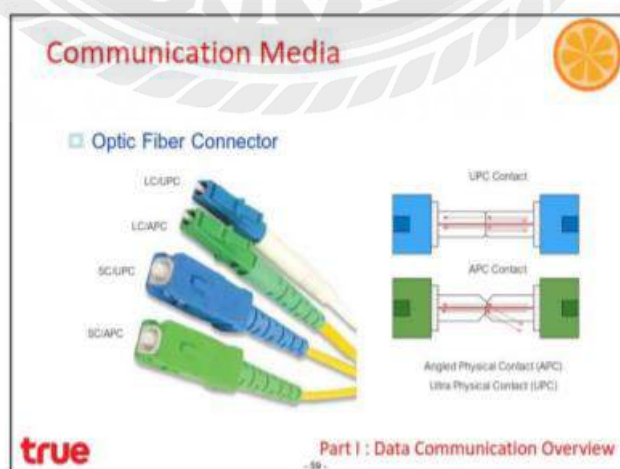 Communication Media
Optic Fiber Connector
LC/UPC
LC/APC
SC/UPC
SC/APC
UPC Contact
APC Contact
Angled Physical Contact (APC)
Ultra Physical Contact (UPC)
true
Part I : Data Communication Overview
- 59 -